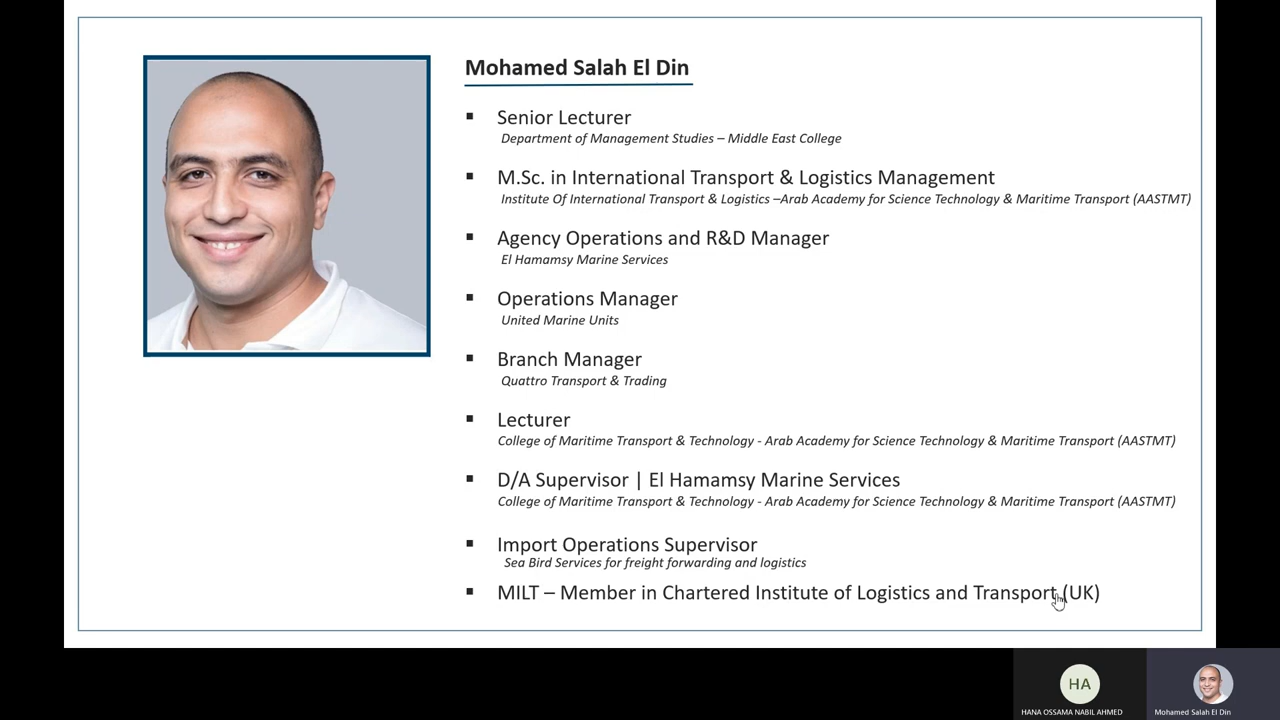 Mohamed Salah El Din
▪ Senior Lecturer
Department of Management Studies – Middle East College
▪ M.Sc. in International Transport & Logistics Management
Institute Of International Transport & Logistics –Arab Academy for Science Technology & Maritime Transport (AASTMT)
▪ Agency Operations and R&D Manager
El Hamamsy Marine Services
▪ Operations Manager
United Marine Units
▪ Branch Manager
Quattro Transport & Trading
▪ Lecturer
College of Maritime Transport & Technology - Arab Academy for Science Technology & Maritime Transport (AASTMT)
▪ D/A Supervisor | El Hamamsy Marine Services
College of Maritime Transport & Technology - Arab Academy for Science Technology & Maritime Transport (AASTMT)
▪ Import Operations Supervisor
Sea Bird Services for freight forwarding and logistics
▪ MILT – Member in Chartered Institute of Logistics and Transport (UK)
HA
HANA OSSAMA NABIL AHMED
Mohamed Salah El Din